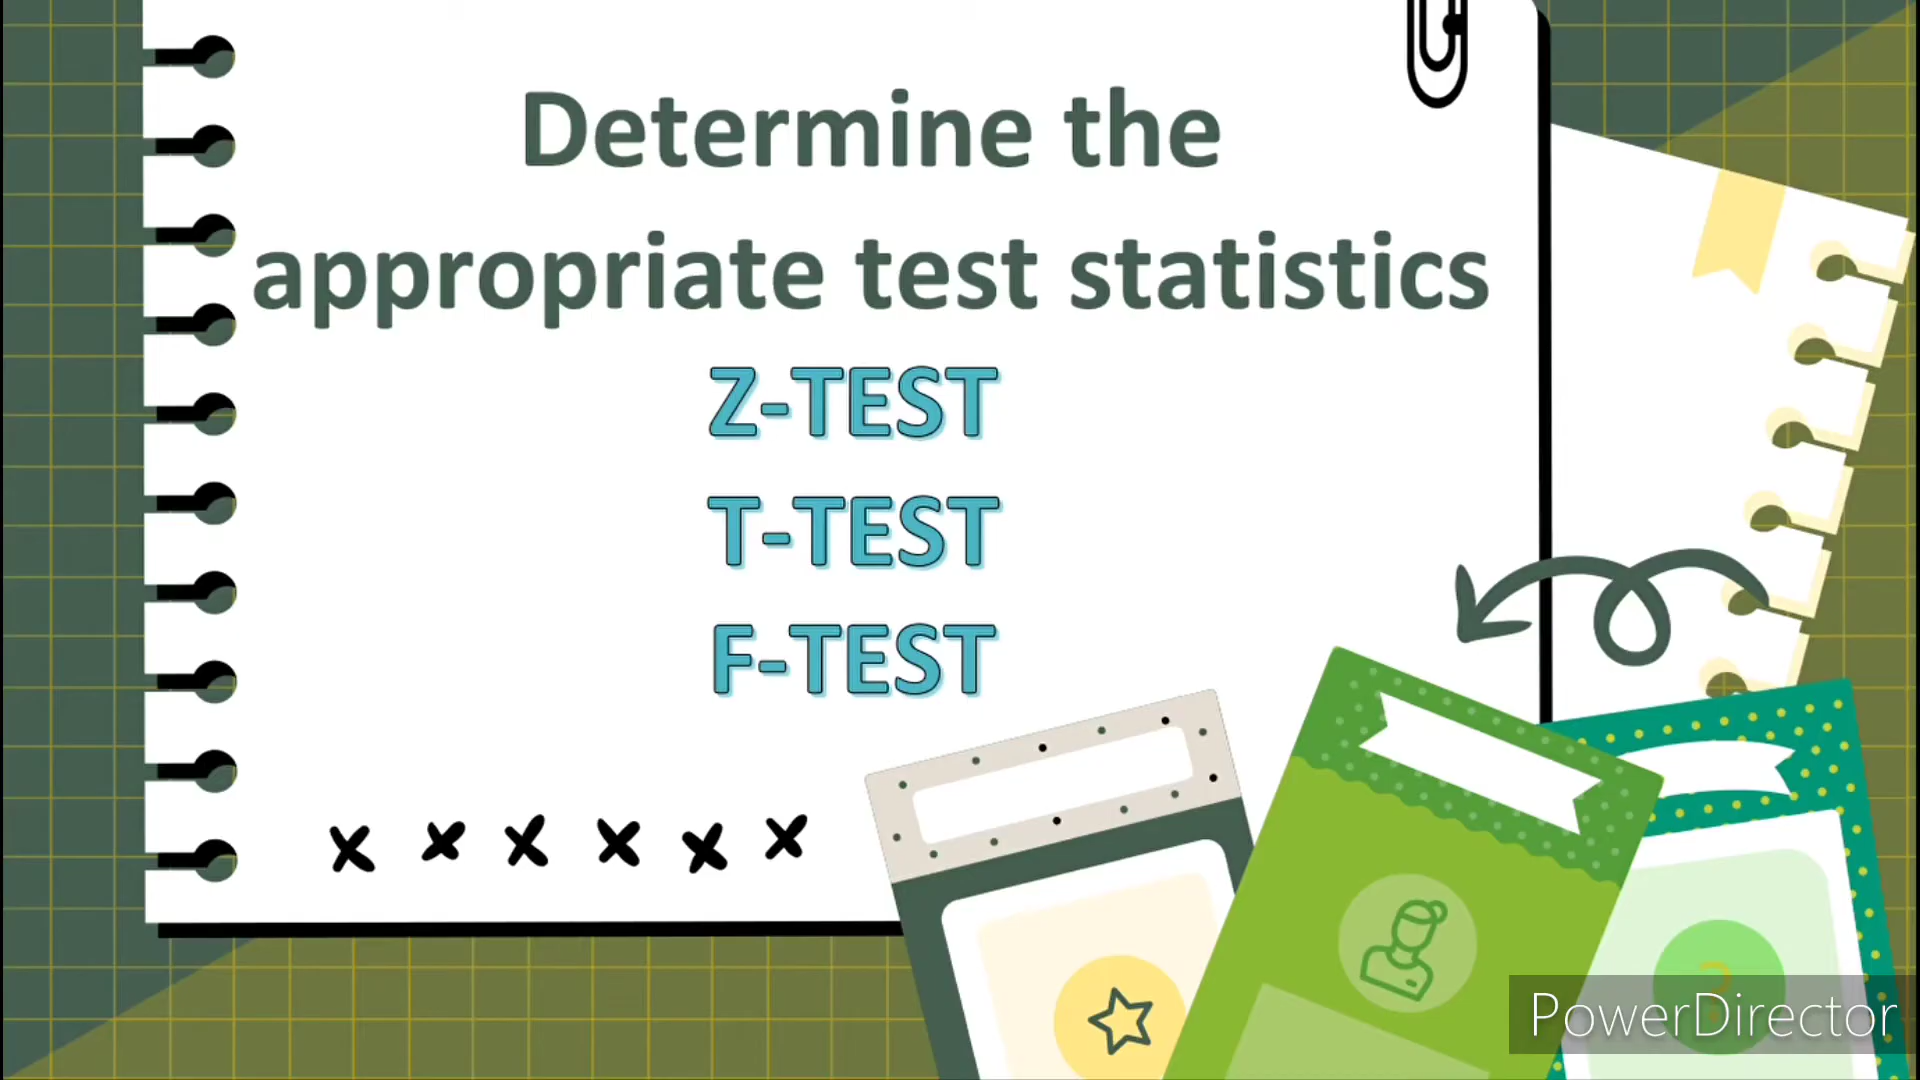 Determine the
appropriate test statistics
Z-TEST
T-TEST
F-TEST
PowerDirector